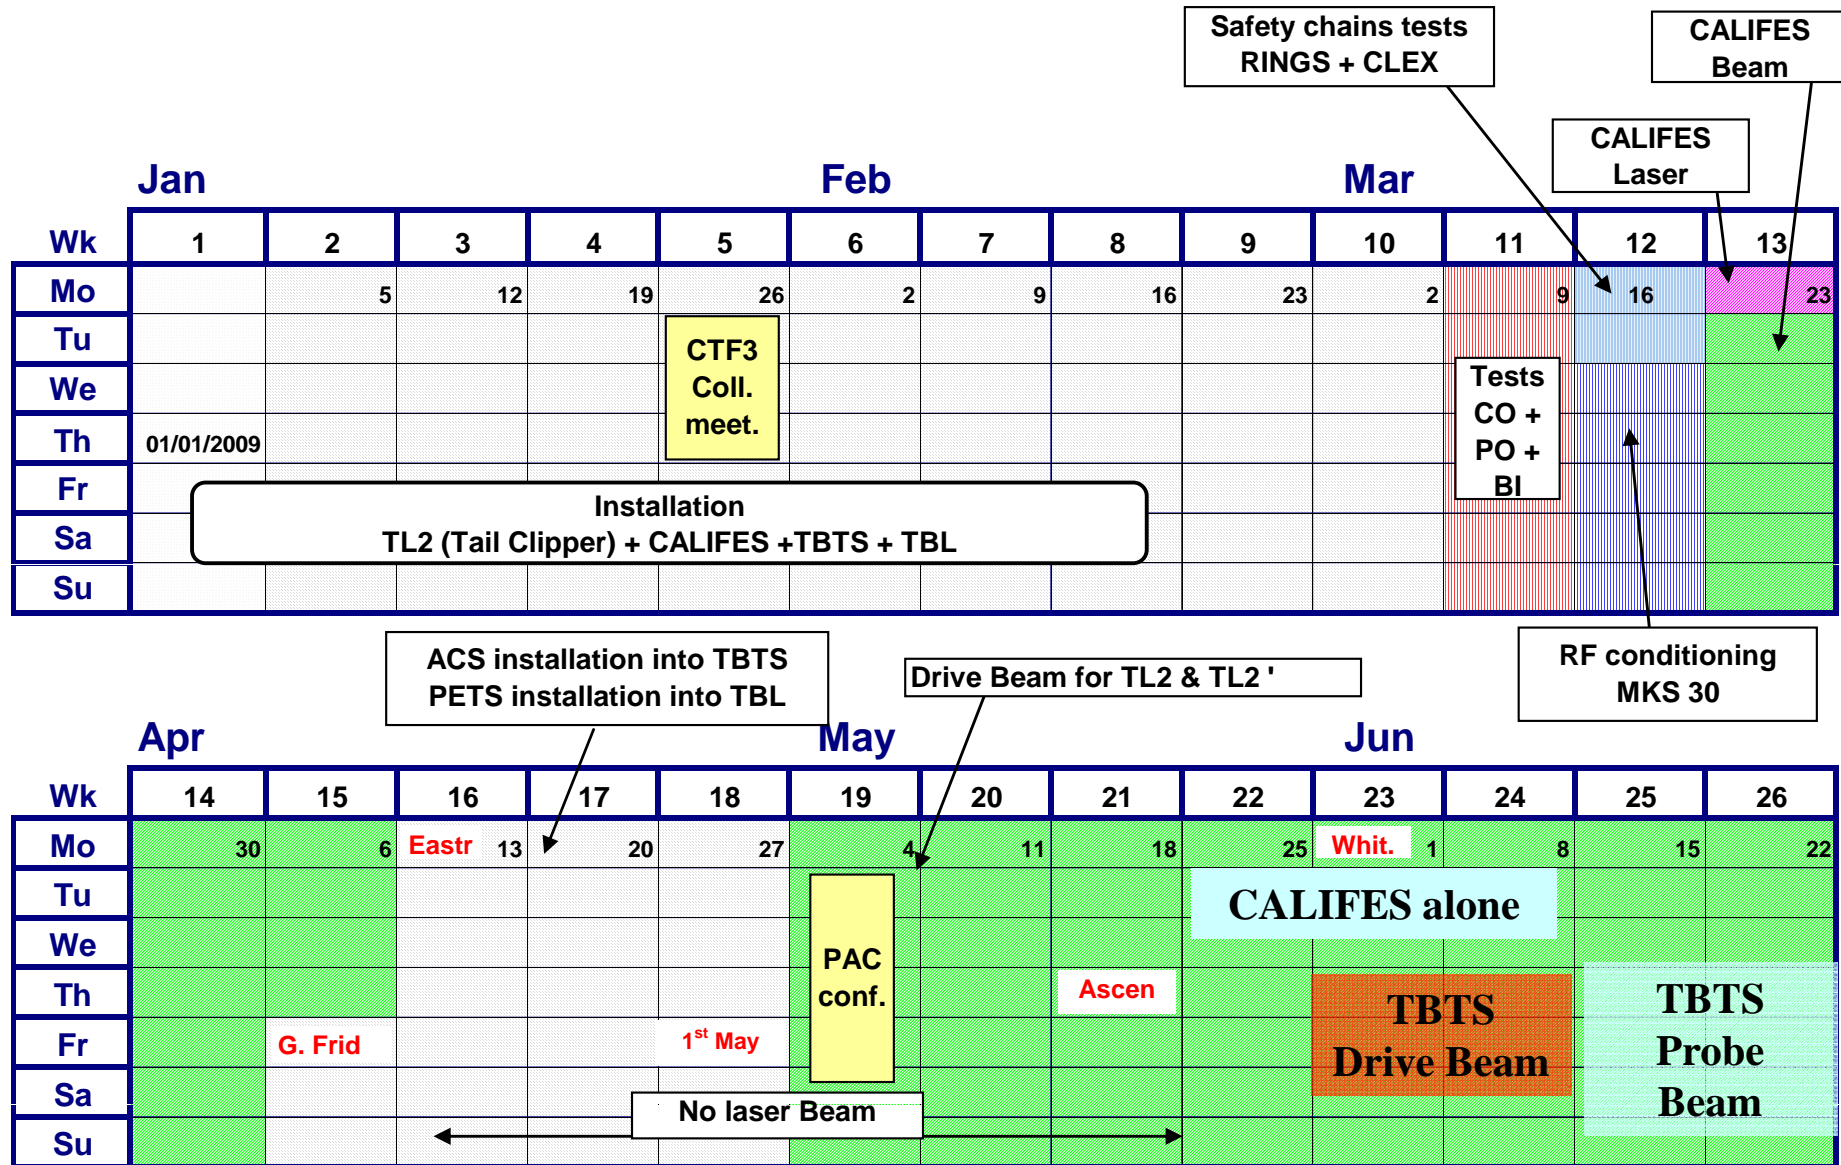 Safety chains tests
RINGS + CLEX
CALIFES
Beam
CALIFES
Laser
Jan Feb Mar
Wk 1 2 3 4 5 6 7 8 9 10 11 12 13
Mo 5 12 19 26 2 9 16 23 2 9 16 23
Tu
We
Th 01/01/2009
Fr
Sa
Su
CTF3
Coll.
meet.
Tests
CO +
PO +
BI
Installation
TL2 (Tail Clipper) + CALIFES +TBTS + TBL
ACS installation into TBTS
PETS installation into TBL
Drive Beam for TL2 & TL2 '
RF conditioning
MKS 30
Apr May Jun
Wk 14 15 16 17 18 19 20 21 22 23 24 25 26
Mo 30 6 Eastr 13 20 27 4 11 18 25 Whit. 1 8 15 22
Tu
We
Th Ascen
Fr G. Frid 1st May
Sa
Su
PAC
conf.
CALIFES alone
TBTS
Drive Beam
TBTS
Probe
Beam
No laser Beam